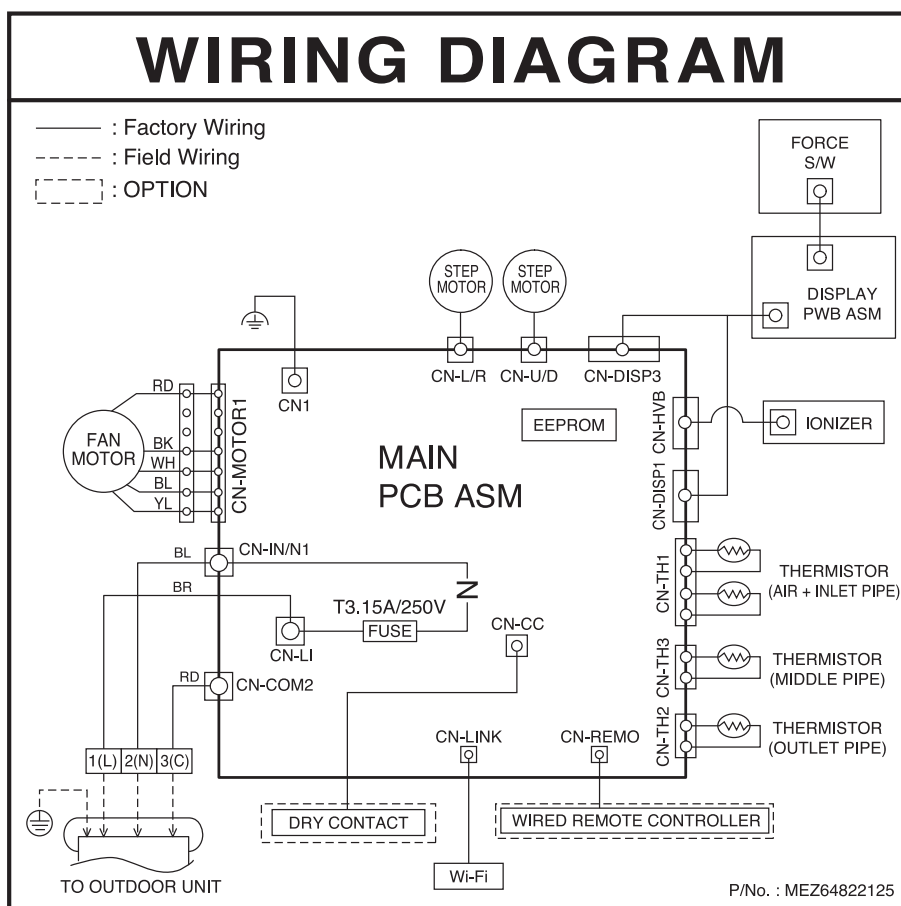 WIRING DIAGRAM
: Factory Wiring
: Field Wiring
: OPTION
FORCE
S/W
STEP
MOTOR
STEP
MOTOR
DISPLAY
PWB ASM
CN-L/R
CN-U/D
CN-DISP3
CN1
RD
BK
WH
BL
YL
FAN
MOTOR
CN-MOTOR1
EEPROM
CN-HVB
IONIZER
MAIN
PCB ASM
CN-DISP1
BL
CN-IN/N1
BR
N
T3.15A/250V
FUSE
CN-LI
CN-CC
CN-TH1
THERMISTOR
(AIR + INLET PIPE)
RD
CN-COM2
CN-TH3
THERMISTOR
(MIDDLE PIPE)
CN-TH2
THERMISTOR
(OUTLET PIPE)
CN-LINK
CN-REMO
1(L) 2(N) 3(C)
DRY CONTACT
WIRED REMOTE CONTROLLER
Wi-Fi
TO OUTDOOR UNIT
P/No. : MEZ64822125